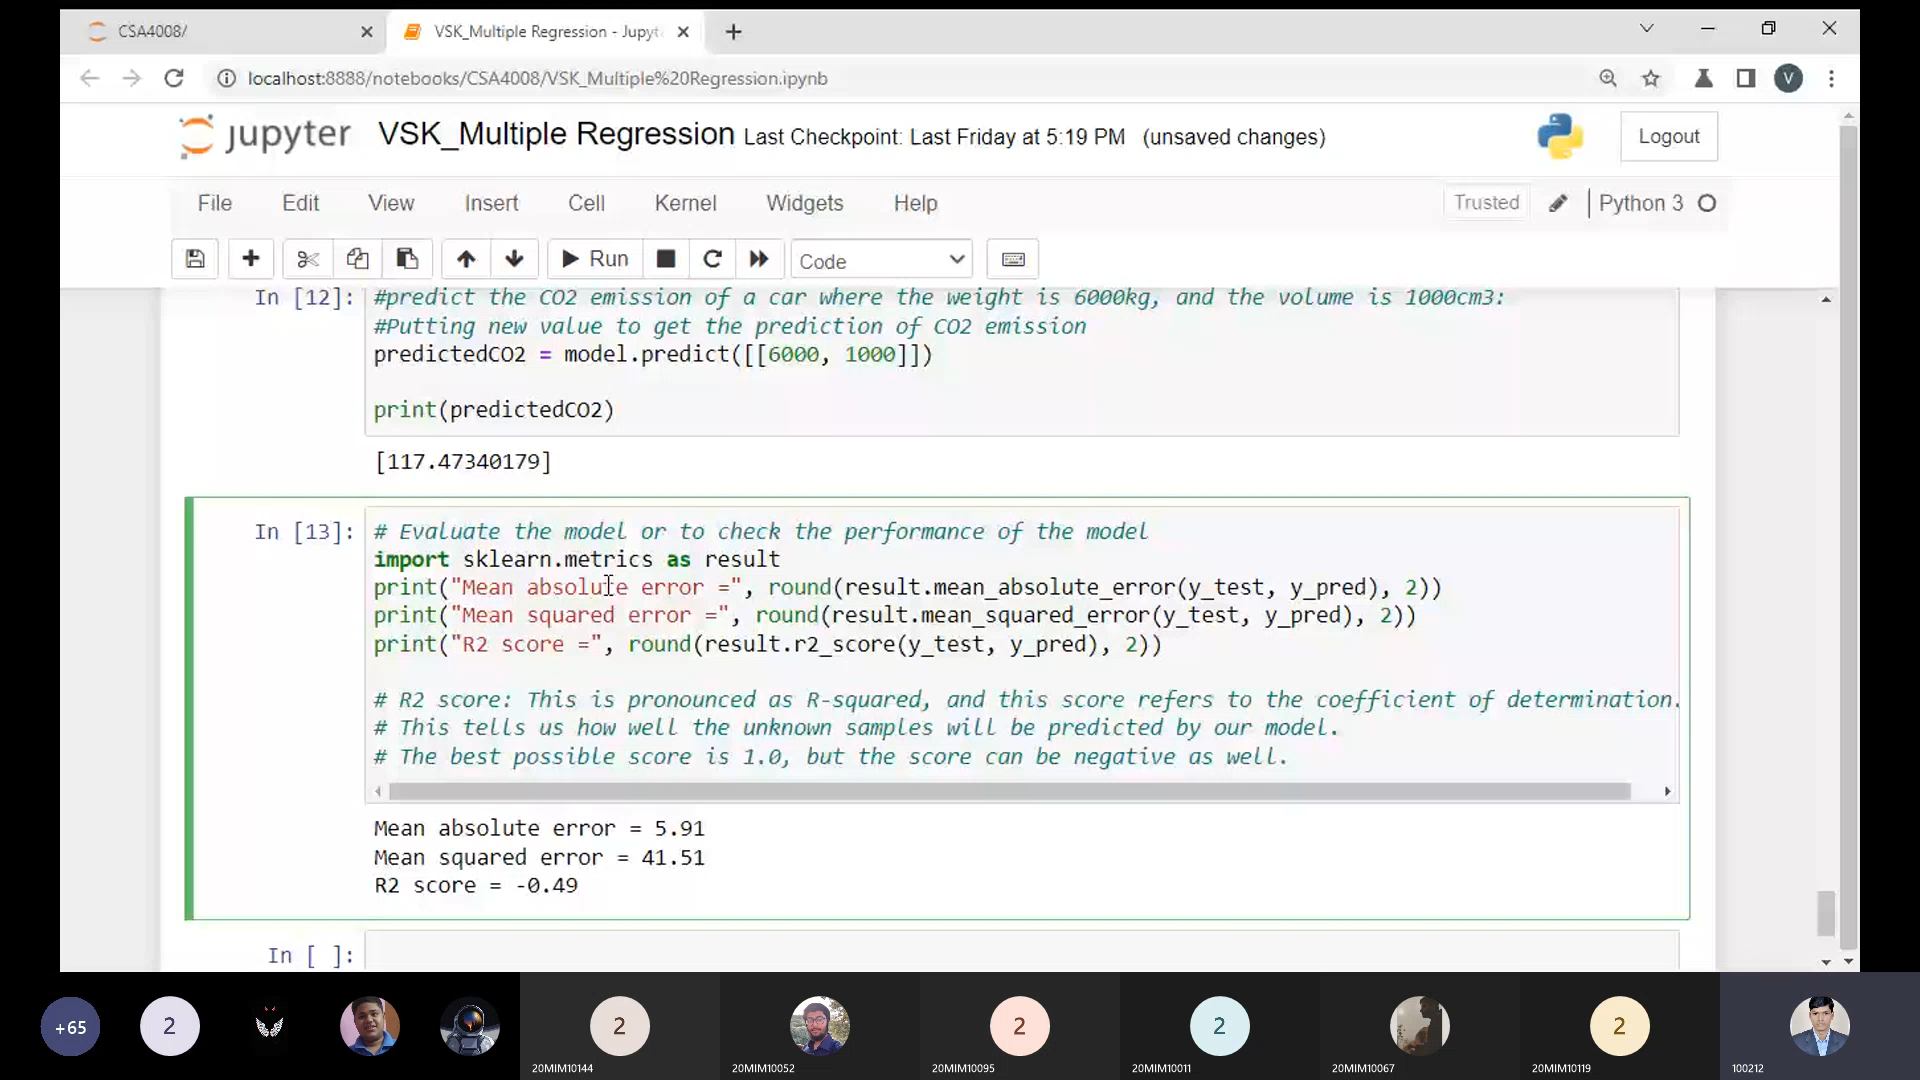 CSA4008/
VSK_Multiple Regression - Jupyt
localhost:8888/notebooks/CSA4008/VSK_Multiple%20Regression.ipynb
V
jupyter VSK_Multiple Regression Last Checkpoint: Last Friday at 5:19 PM (unsaved changes)
Logout
File Edit View Insert Cell Kernel Widgets Help
Trusted Python 3
Run Code
In [12]: #predict the CO2 emission of a car where the weight is 6000kg, and the volume is 1000cm3:
#Putting new value to get the prediction of CO2 emission
predictedCO2 = model.predict([[6000, 1000]])
print(predictedCO2)
[117.47340179]
In [13]: # Evaluate the model or to check the performance of the model
import sklearn.metrics as result
print("Mean absolute error =", round(result.mean_absolute_error(y_test, y_pred), 2))
print("Mean squared error =", round(result.mean_squared_error(y_test, y_pred), 2))
print("R2 score =", round(result.r2_score(y_test, y_pred), 2))
# R2 score: This is pronounced as R-squared, and this score refers to the coefficient of determination.
# This tells us how well the unknown samples will be predicted by our model.
# The best possible score is 1.0, but the score can be negative as well.
Mean absolute error = 5.91
Mean squared error = 41.51
R2 score = -0.49
In [ ]:
+65 2 2 2 2 2
20MIM10144 20MIM10052 20MIM10095 20MIM10011 20MIM10067 20MIM10119 100212